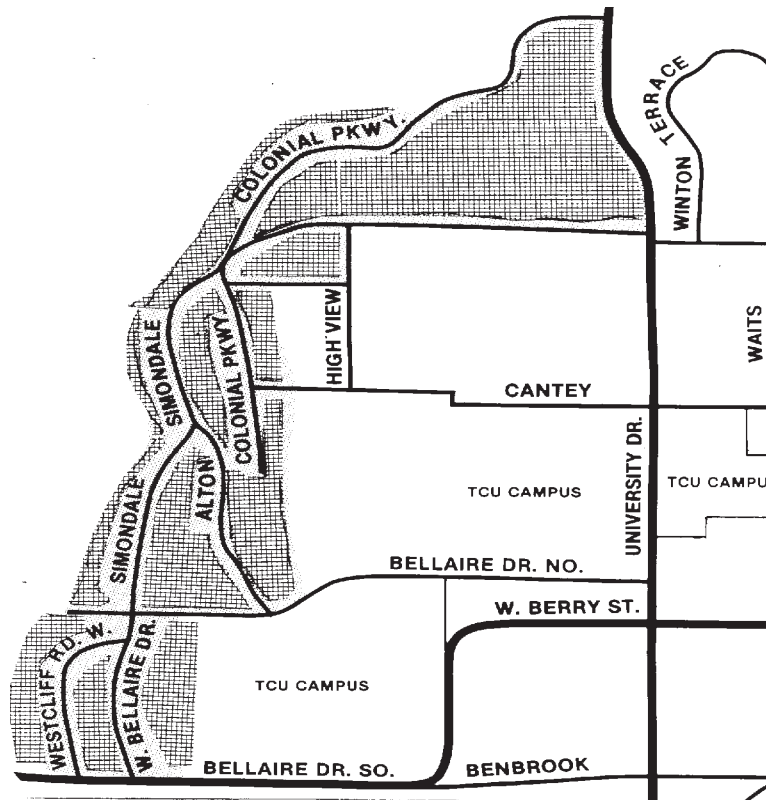 COLONIAL PKWY.
WINTON TERRACE
HIGH VIEW
WAITS
SIMONDALE
COLONIAL PKWY.
CANTEY
UNIVERSITY DR.
ALTON
TCU CAMPUS
TCU CAMPU
SIMONDALE
BELLAIRE DR. NO.
W. BERRY ST.
WESTCLIFF RD. W.
W. BELLAIRE DR.
TCU CAMPUS
BELLAIRE DR. SO.
BENBROOK